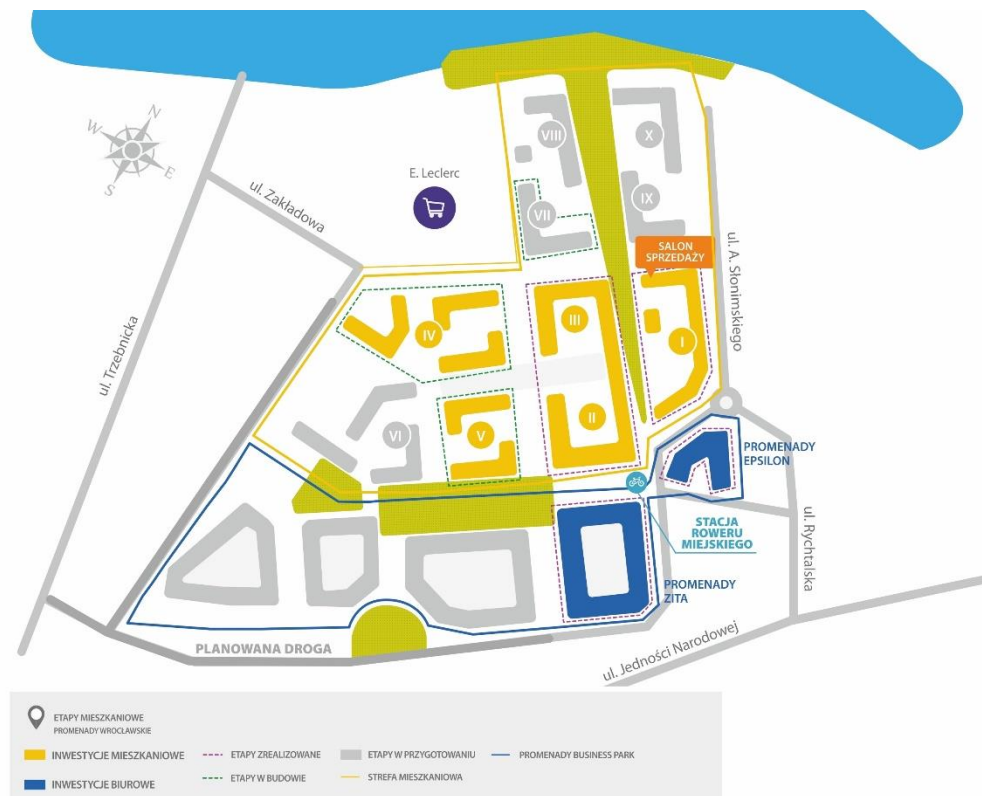 N
W
E
S
E. Leclerc
ul. Zakładowa
ul. Trzebnicka
VIII
X
VII
IX
SALON
SPRZEDAŻY
ul. A. Słonimskiego
III
I
IV
II
V
VI
PROMENADY
EPSILON
STACJA
ROWERU
MIEJSKIEGO
ul. Rychtalska
PROMENADY
ZITA
PLANOWANA DROGA
ul. Jedności Narodowej
ETAPY MIESZKANIOWE
PROMENADY WROCŁAWSKIE
INWESTYCJE MIESZKANIOWE
ETAPY ZREALIZOWANE
ETAPY W PRZYGOTOWANIU
PROMENADY BUSINESS PARK
INWESTYCJE BIUROWE
ETAPY W BUDOWIE
STREFA MIESZKANIOWA